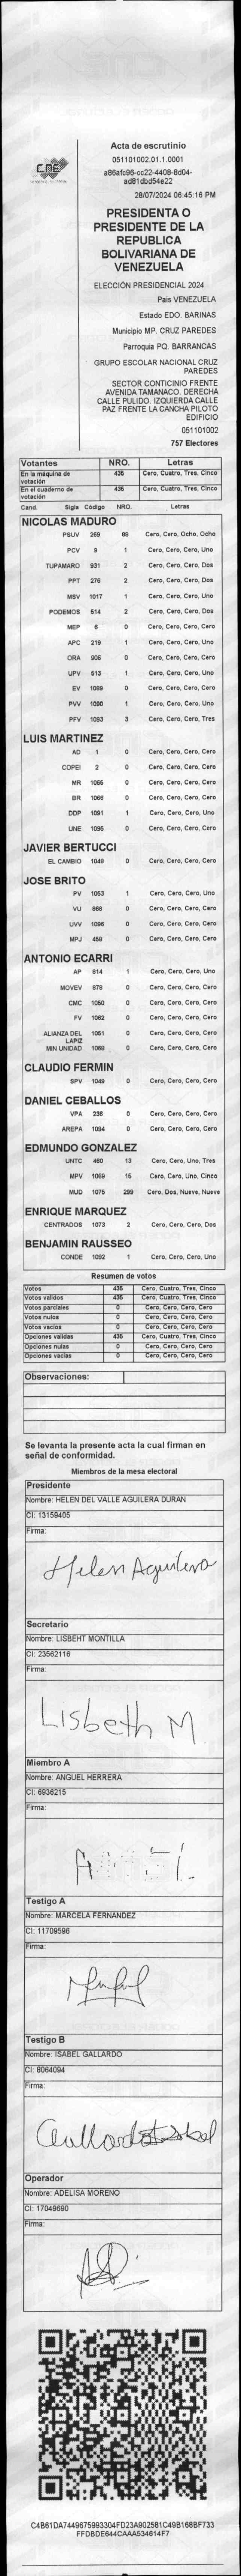 CNE
Acta de escrutinio
051101002.01.1.0001
a86afc96-cc22-4408-8d04-
ad81dbd54e22
28/07/2024 06:45:16 PM
PRESIDENTA O
PRESIDENTE DE LA
REPUBLICA
BOLIVARIANA DE
VENEZUELA
ELECCIÓN PRESIDENCIAL 2024
Pais VENEZUELA
Estado EDO. BARINAS
Municipio MP. CRUZ PAREDES
Parroquia PQ. BARRANCAS
GRUPO ESCOLAR NACIONAL CRUZ
PAREDES
SECTOR CONTICINIO FRENTE
AVENIDA TAMANACO. DERECHA
CALLE PULIDO. IZQUIERDA CALLE
PAZ FRENTE LA CANCHA PILOTO
EDIFICIO
051101002
757 Electores
Votantes NRO. Letras
En la máquina de votación 435 Cero, Cuatro, Tres, Cinco
En el cuaderno de votación 435 Cero, Cuatro, Tres, Cinco
Cand. Sigla Código NRO. Letras
NICOLAS MADURO
PSUV 269 88 Cero, Cero, Ocho, Ocho
PCV 9 1 Cero, Cero, Cero, Uno
TUPAMARO 931 2 Cero, Cero, Cero, Dos
PPT 276 2 Cero, Cero, Cero, Dos
MSV 1017 1 Cero, Cero, Cero, Uno
PODEMOS 514 2 Cero, Cero, Cero, Dos
MEP 6 0 Cero, Cero, Cero, Cero
APC 219 1 Cero, Cero, Cero, Uno
ORA 906 0 Cero, Cero, Cero, Cero
UPV 513 1 Cero, Cero, Cero, Uno
EV 1089 0 Cero, Cero, Cero, Cero
PVV 1090 1 Cero, Cero, Cero, Uno
PFV 1093 3 Cero, Cero, Cero, Tres
LUIS MARTINEZ
AD 1 0 Cero, Cero, Cero, Cero
COPEI 2 0 Cero, Cero, Cero, Cero
MR 1065 0 Cero, Cero, Cero, Cero
BR 1066 0 Cero, Cero, Cero, Cero
DDP 1091 1 Cero, Cero, Cero, Uno
UNE 1095 0 Cero, Cero, Cero, Cero
JAVIER BERTUCCI
EL CAMBIO 1048 0 Cero, Cero, Cero, Cero
JOSE BRITO
PV 1053 1 Cero, Cero, Cero, Uno
VU 868 0 Cero, Cero, Cero, Cero
UVV 1096 0 Cero, Cero, Cero, Cero
MPJ 459 0 Cero, Cero, Cero, Cero
ANTONIO ECARRI
AP 814 1 Cero, Cero, Cero, Uno
MOVEV 878 0 Cero, Cero, Cero, Cero
CMC 1050 0 Cero, Cero, Cero, Cero
FV 1062 0 Cero, Cero, Cero, Cero
ALIANZA DEL LAPIZ 1051 0 Cero, Cero, Cero, Cero
MIN UNIDAD 1069 0 Cero, Cero, Cero, Cero
CLAUDIO FERMIN
SPV 1049 0 Cero, Cero, Cero, Cero
DANIEL CEBALLOS
VPA 236 0 Cero, Cero, Cero, Cero
AREPA 1094 0 Cero, Cero, Cero, Cero
EDMUNDO GONZALEZ
UNTC 460 13 Cero, Cero, Uno, Tres
MPV 1069 15 Cero, Cero, Uno, Cinco
MUD 1075 299 Cero, Dos, Nueve, Nueve
ENRIQUE MARQUEZ
CENTRADOS 1073 2 Cero, Cero, Cero, Dos
BENJAMIN RAUSSEO
CONDE 1092 1 Cero, Cero, Cero, Uno
Resumen de votos
Votos 435 Cero, Cuatro, Tres, Cinco
Votos validos 435 Cero, Cuatro, Tres, Cinco
Votos parciales 0 Cero, Cero, Cero, Cero
Votos nulos 0 Cero, Cero, Cero, Cero
Votos vacios 0 Cero, Cero, Cero, Cero
Opciones validas 435 Cero, Cuatro, Tres, Cinco
Opciones nulas 0 Cero, Cero, Cero, Cero
Opciones vacias 0 Cero, Cero, Cero, Cero
Observaciones:
Se levanta la presente acta la cual firman en
señal de conformidad.
Miembros de la mesa electoral
Presidente
Nombre: HELEN DEL VALLE AGUILERA DURAN
CI: 13159405
Firma:
Helen Aguilera
Secretario
Nombre: LISBEHT MONTILLA
CI: 23562116
Firma:
Lisbeth M
Miembro A
Nombre: ANGUEL HERRERA
CI: 6936215
Firma:
Testigo A
Nombre: MARCELA FERNANDEZ
CI: 11709596
Firma:
Testigo B
Nombre: ISABEL GALLARDO
CI: 8064094
Firma:
Gallardo Isabel
Operador
Nombre: ADELISA MORENO
CI: 17049690
Firma:
C4B61DA7449675993304FD23A902581C49B168BF733
FFDBDE644CAAA534614F7